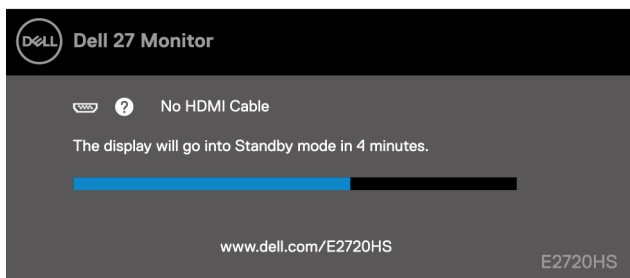 DELL Dell 27 Monitor
? No HDMI Cable
The display will go into Standby mode in 4 minutes.
www.dell.com/E2720HS
E2720HS